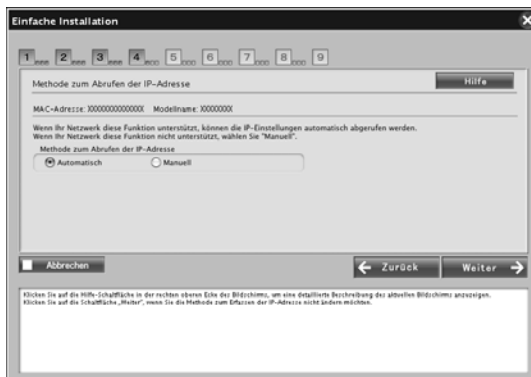 Einfache Installation
1 2 3 4 5 6 7 8 9
Methode zum Abrufen der IP-Adresse
Hilfe
MAC-Adresse: XXXXXXXXXXXX Modellname: XXXXXXXX
Wenn Ihr Netzwerk diese Funktion unterstützt, können die IP-Einstellungen automatisch abgerufen werden.
Wenn Ihr Netzwerk diese Funktion nicht unterstützt, wählen Sie "Manuell".
Methode zum Abrufen der IP-Adresse
Automatisch Manuell
Abbrechen
Zurück
Weiter
Klicken Sie auf die Hilfe-Schaltfläche in der rechten oberen Ecke des Bildschirms, um eine detaillierte Beschreibung des aktuellen Bildschirms anzuzeigen.
Klicken Sie auf die Schaltfläche „Weiter", wenn Sie die Methode zum Erfassen der IP-Adresse nicht ändern möchten.